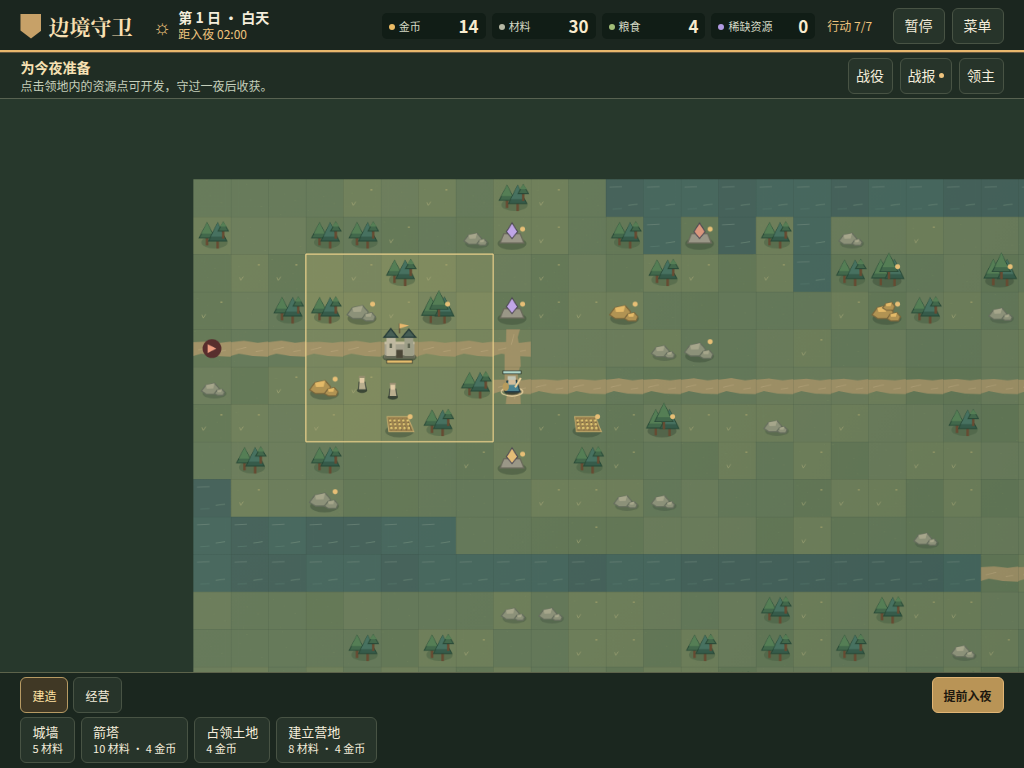 边境守卫
第 1 日 · 白天
距入夜 02:00
金币 14
材料 30
粮食 4
稀缺资源 0
行动 7/7
暂停
菜单
为今夜准备
点击领地内的资源点可开发，守过一夜后收获。
战役
战报
领主
建造
经营
提前入夜
城墙
5 材料
箭塔
10 材料 · 4 金币
占领土地
4 金币
建立营地
8 材料 · 4 金币